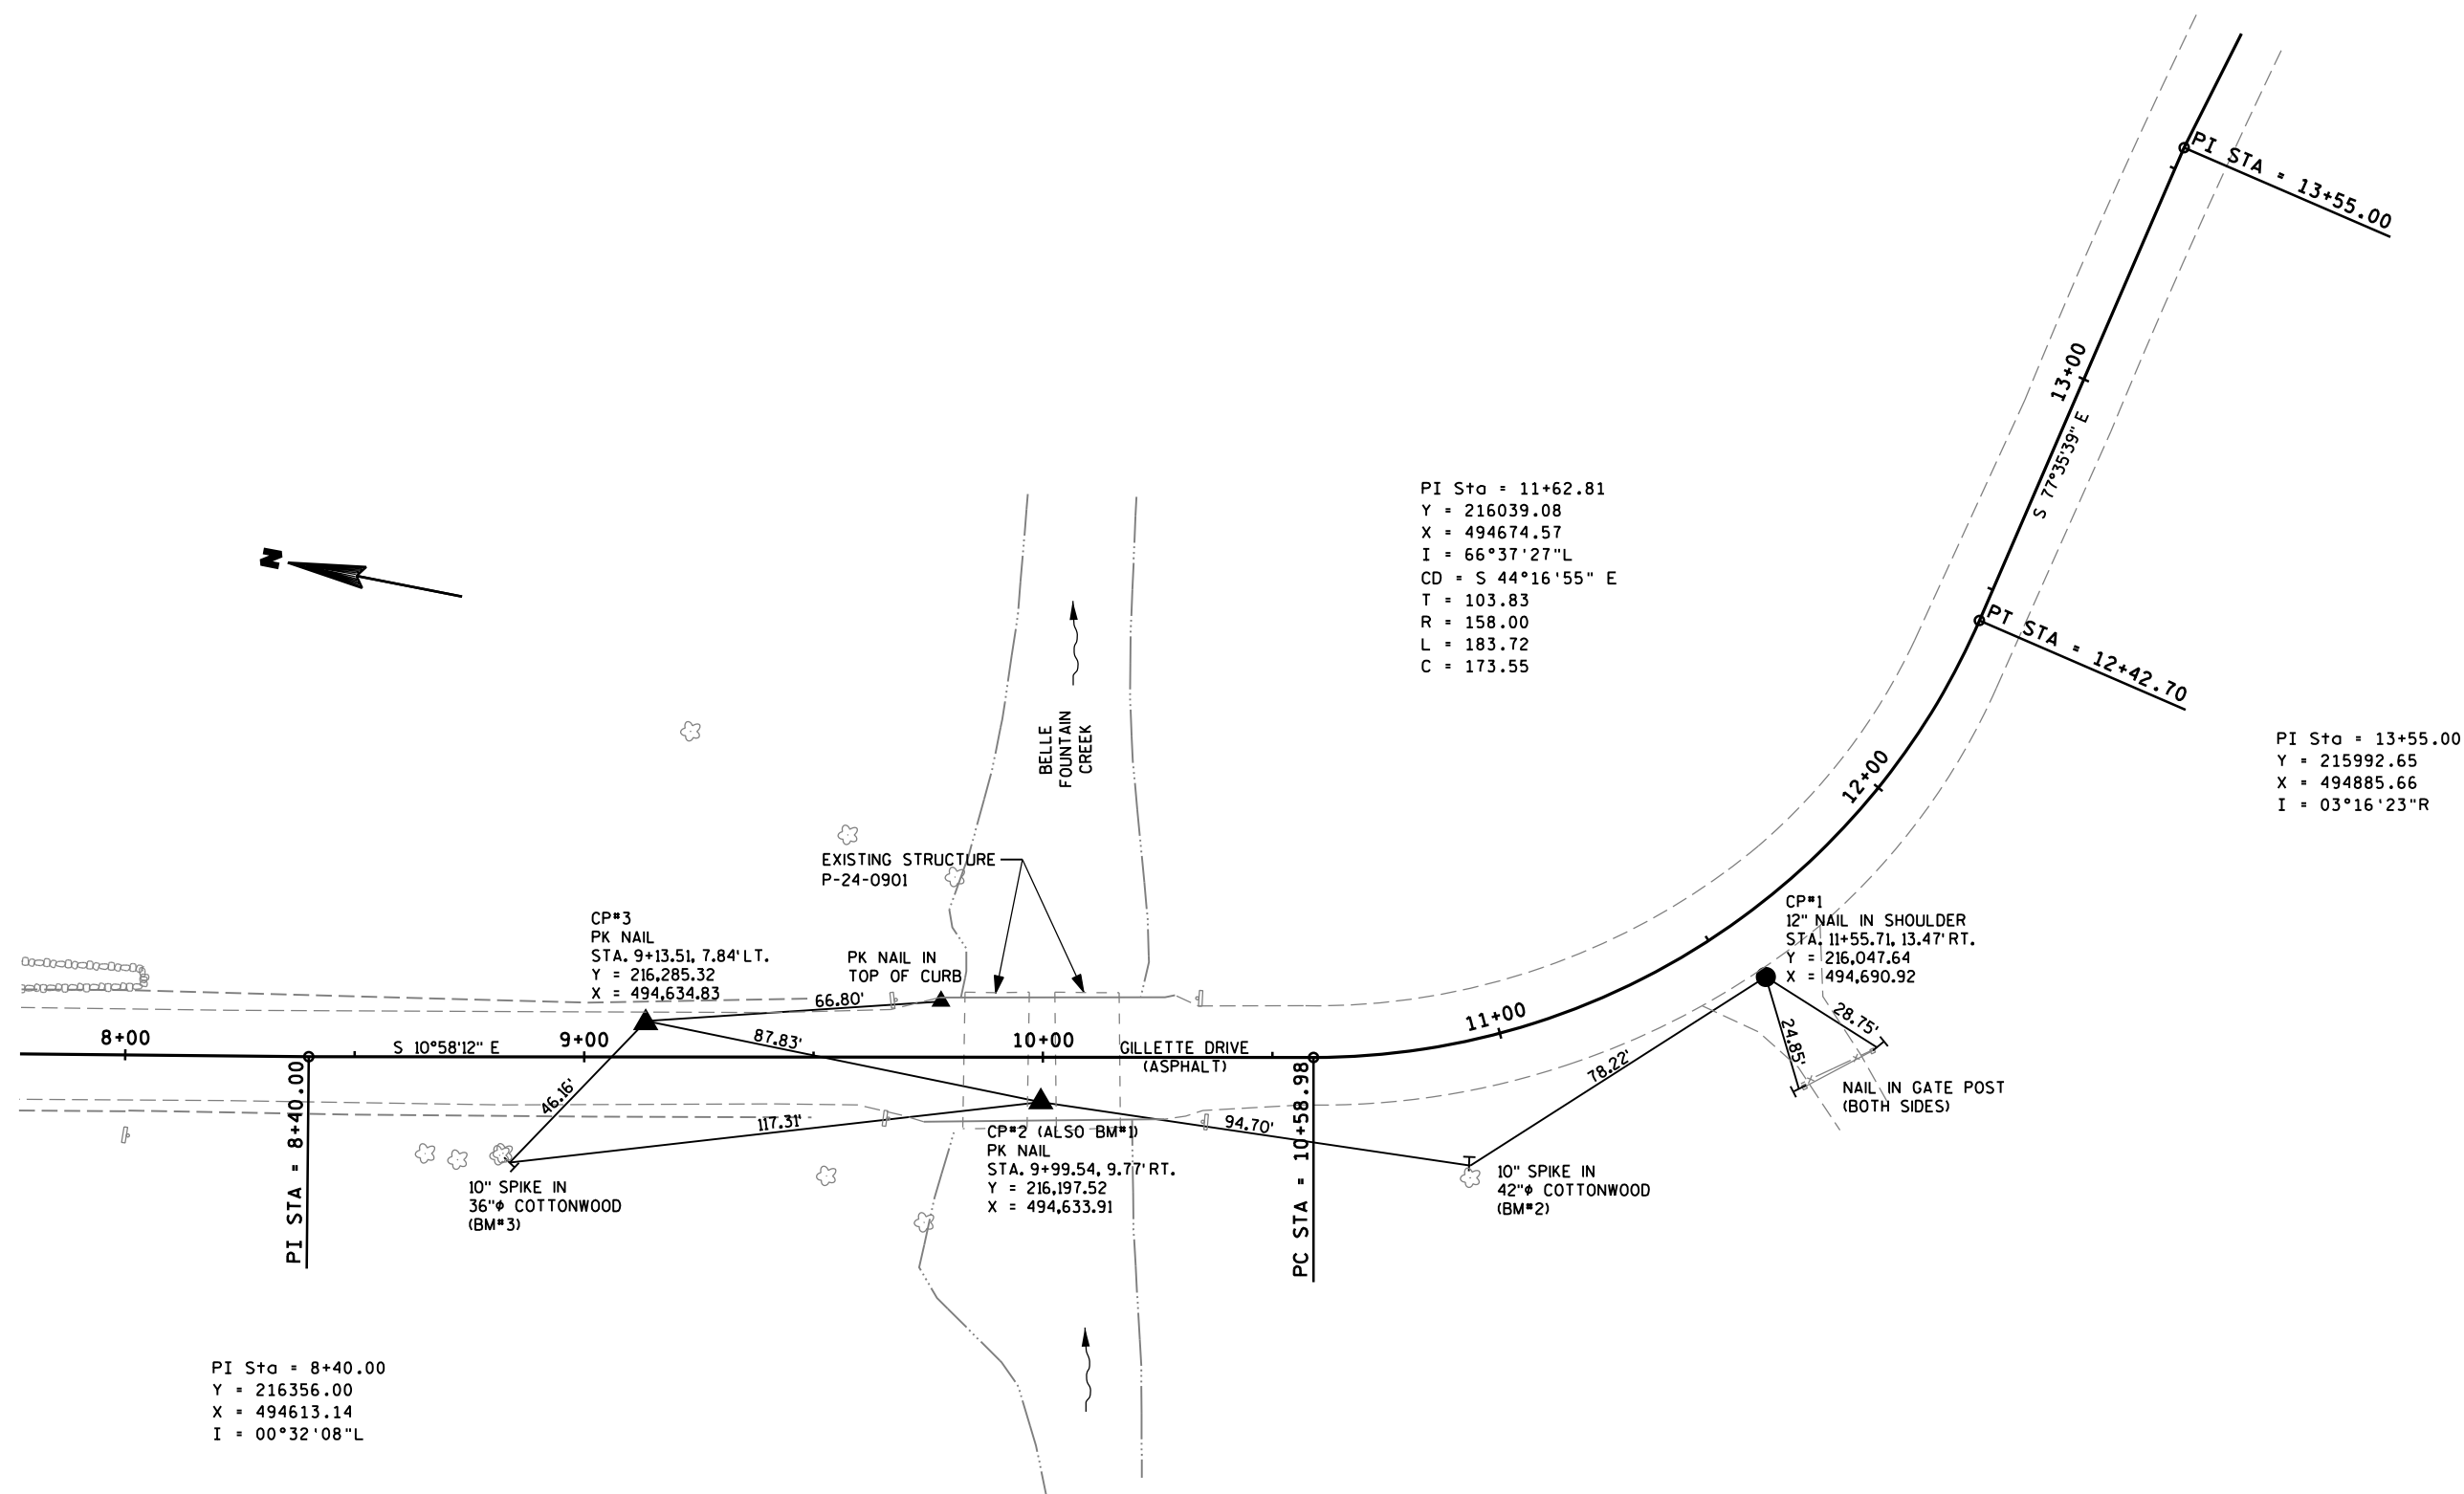 PI STA = 13+55.00
13+00
S 77°35'39" E
PI Sta = 11+62.81
Y = 216039.08
X = 494674.57
I = 66°37'27"L
CD = S 44°16'55" E
T = 103.83
R = 158.00
L = 183.72
C = 173.55
N
PT STA = 12+42.70
BELLE
FOUNTAIN
CREEK
PI Sta = 13+55.00
Y = 215992.65
X = 494885.66
I = 03°16'23"R
12+00
EXISTING STRUCTURE
P-24-0901
CP#3
PK NAIL
STA. 9+13.51, 7.84' LT.
Y = 216,285.32
X = 494,634.83
PK NAIL IN
TOP OF CURB
CP#1
12" NAIL IN SHOULDER
STA. 11+55.71, 13.47' RT.
Y = 216,047.64
X = 494,690.92
66.80'
87.83'
11+00
28.75'
24.85'
8+00
S 10°58'12" E
9+00
10+00
GILLETTE DRIVE
(ASPHALT)
78.22'
NAIL IN GATE POST
(BOTH SIDES)
46.16'
117.31'
94.70'
PI STA = 8+40.00
PC STA = 10+58.98
CP#2 (ALSO BM#1)
PK NAIL
STA. 9+99.54, 9.77' RT.
Y = 216,197.52
X = 494,633.91
10" SPIKE IN
36"φ COTTONWOOD
(BM#3)
10" SPIKE IN
42"φ COTTONWOOD
(BM#2)
PI Sta = 8+40.00
Y = 216356.00
X = 494613.14
I = 00°32'08"L